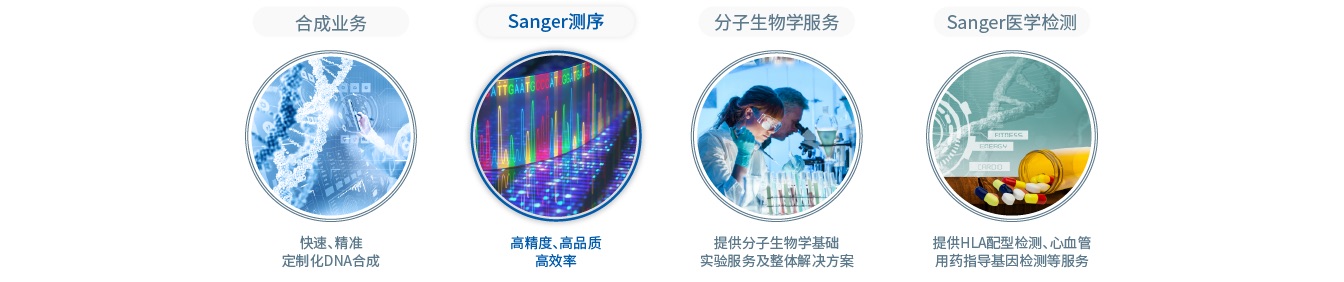 合成业务
Sanger测序
分子生物学服务
Sanger医学检测
FITNESS
ENERGY
CARDIO
快速、精准
定制化DNA合成
高精度、高品质
高效率
提供分子生物学基础
实验服务及整体解决方案
提供HLA配型检测、心血管
用药指导基因检测等服务